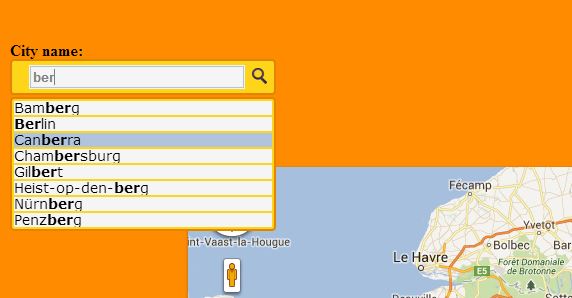 City name:
ber
Bamberg
Berlin
Canberra
Chambersburg
Gilbert
Heist-op-den-berg
Nürnberg
Penzberg
Fécamp
int-Vaast-la-Hougue
Yvetot
Bolbec
Le Havre
Forêt Domaniale
de Brotonne
E5